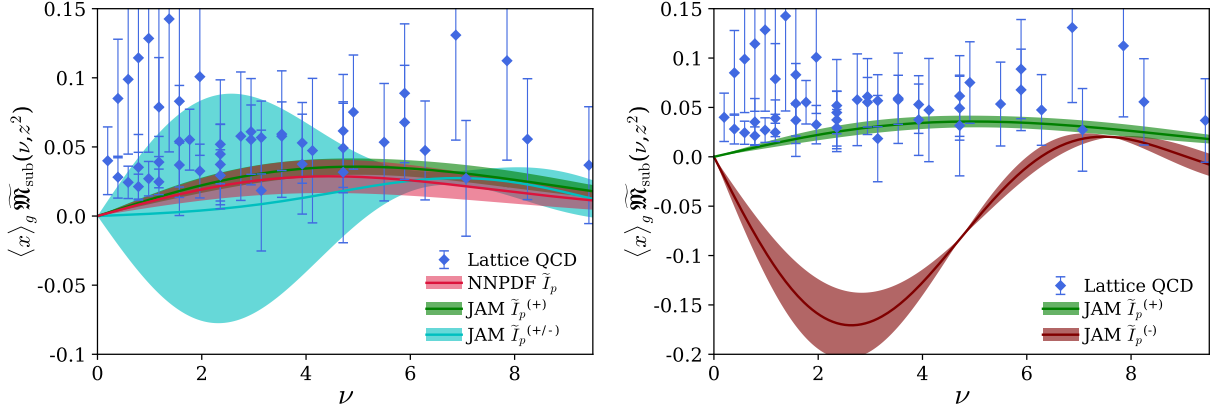 0.15
0.1
0.05
0.0
-0.05
-0.1
0
2
4
6
8
ν
⟨x⟩_g 𝔐̃_sub(ν, z²)
Lattice QCD
NNPDF Ĩ_p
JAM Ĩ_p^(+)
JAM Ĩ_p^(+/-)
0.15
0.1
0.05
0.0
-0.05
-0.1
-0.15
-0.2
0
2
4
6
8
ν
⟨x⟩_g 𝔐̃_sub(ν, z²)
Lattice QCD
JAM Ĩ_p^(+)
JAM Ĩ_p^(-)